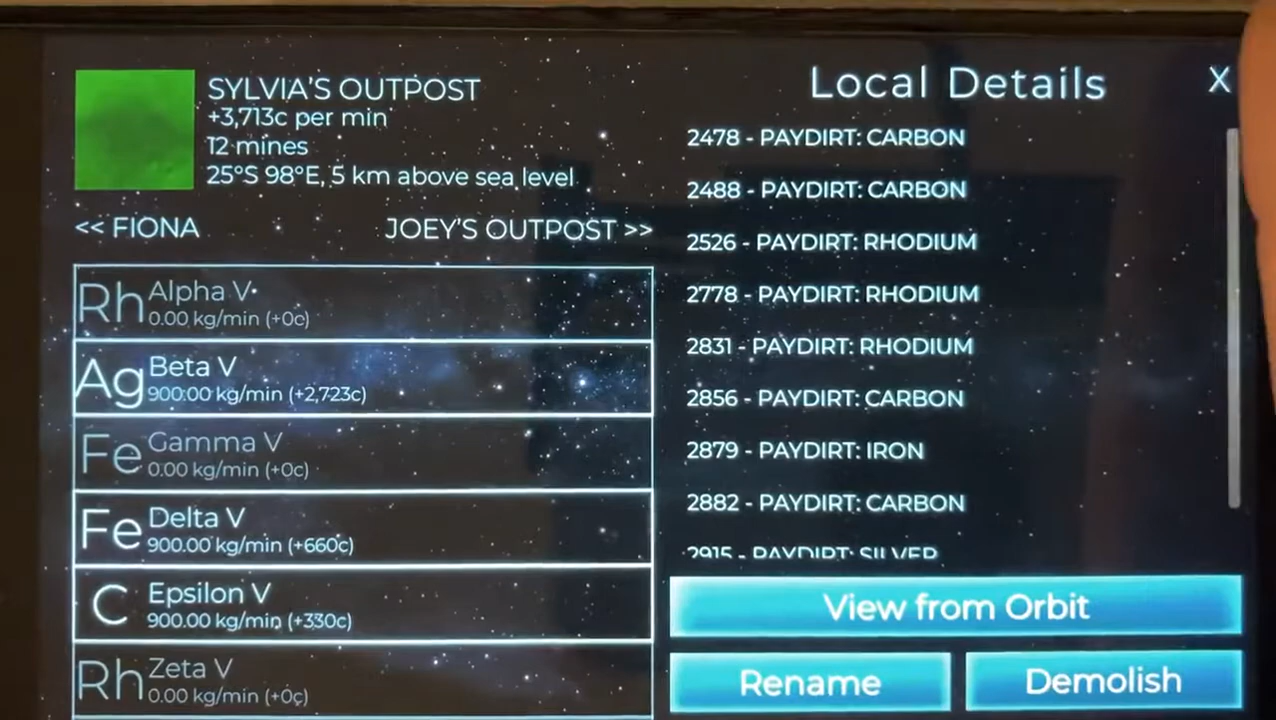 SYLVIA'S OUTPOST
+3,713c per min
12 mines
25°S 98°E, 5 km above sea level
<< FIONA
JOEY'S OUTPOST >>
Rh
Alpha V
0.00 kg/min (+0c)
Ag
Beta V
900.00 kg/min (+2,723c)
Fe
Gamma V
0.00 kg/min (+0c)
Fe
Delta V
900.00 kg/min (+660c)
C
Epsilon V
900.00 kg/min (+330c)
Rh
Zeta V
0.00 kg/min (+0c)
Local Details
X
2478 - PAYDIRT: CARBON
2488 - PAYDIRT: CARBON
2526 - PAYDIRT: RHODIUM
2778 - PAYDIRT: RHODIUM
2831 - PAYDIRT: RHODIUM
2856 - PAYDIRT: CARBON
2879 - PAYDIRT: IRON
2882 - PAYDIRT: CARBON
2915 - PAYDIRT: SILVER
View from Orbit
Rename
Demolish